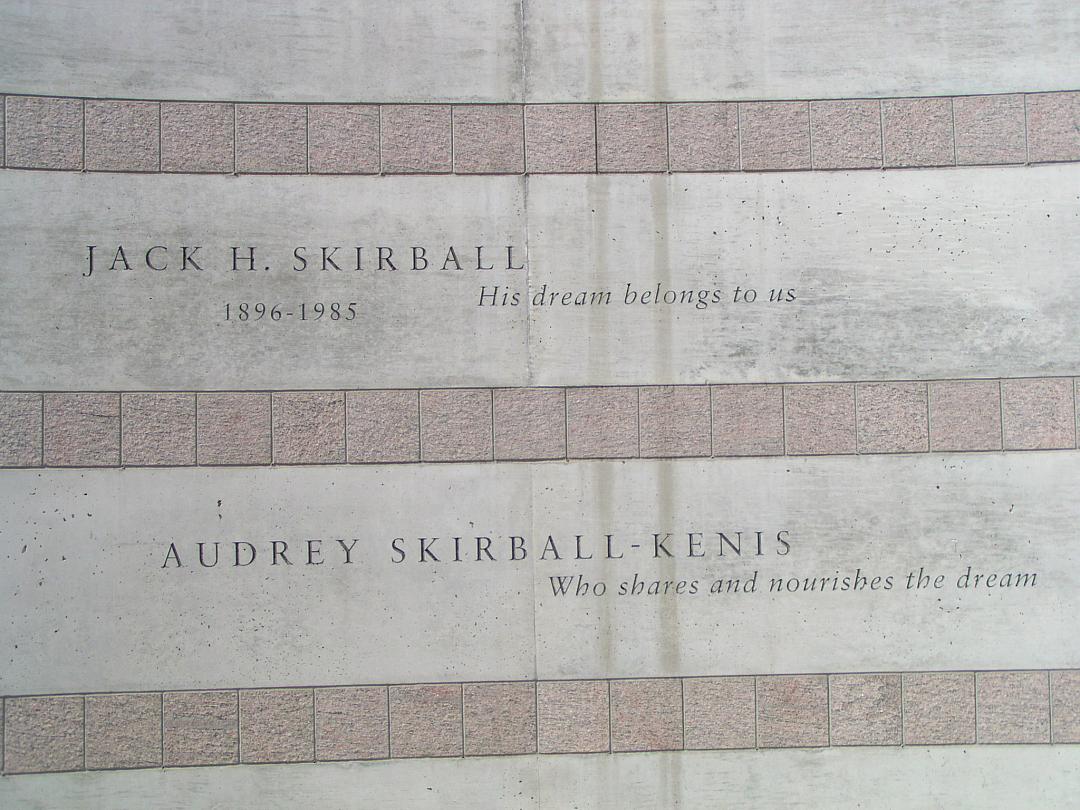 JACK H. SKIRBALL
1896-1985
His dream belongs to us
AUDREY SKIRBALL-KENIS
Who shares and nourishes the dream